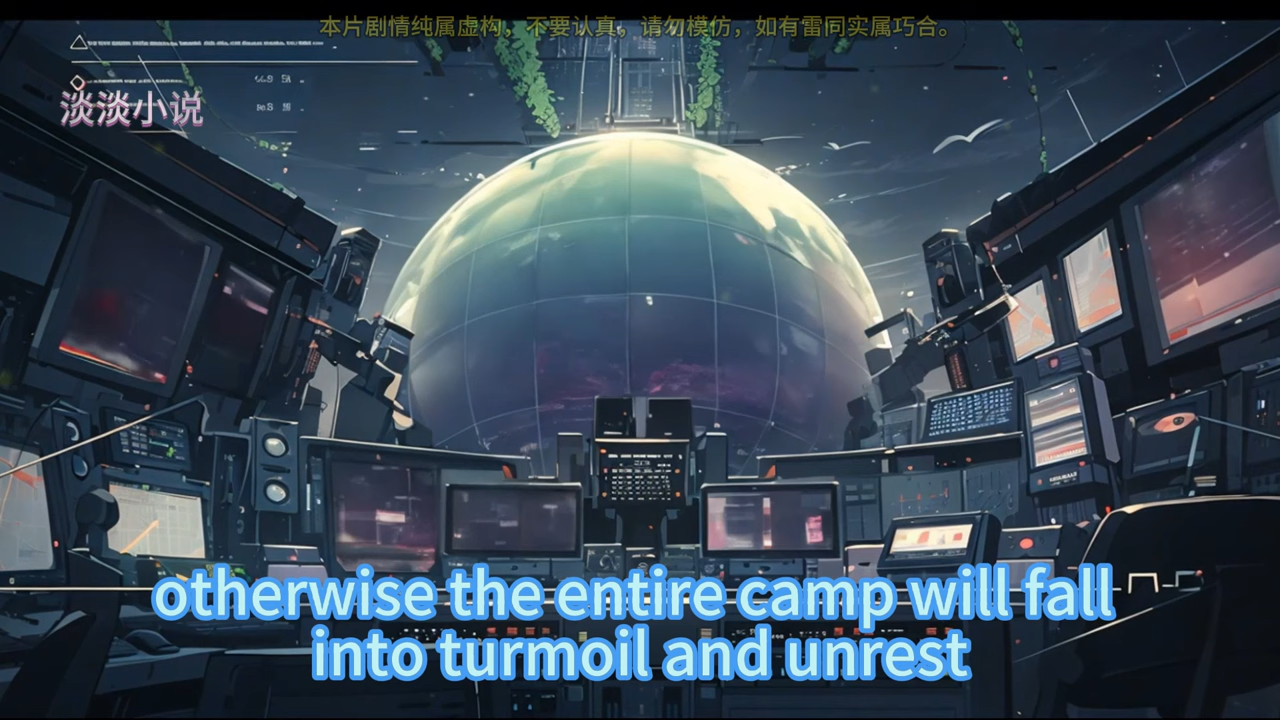 本片剧情纯属虚构，不要认真，请勿模仿，如有雷同实属巧合。
淡淡小说
otherwise the entire camp will fall
into turmoil and unrest